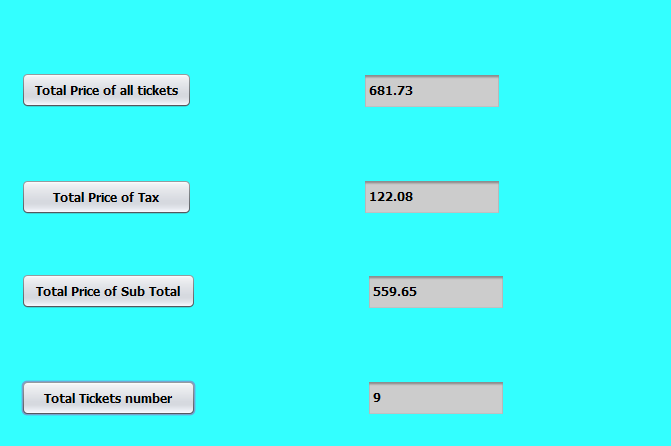 Total Price of all tickets 681.73
Total Price of Tax 122.08
Total Price of Sub Total 559.65
Total Tickets number 9